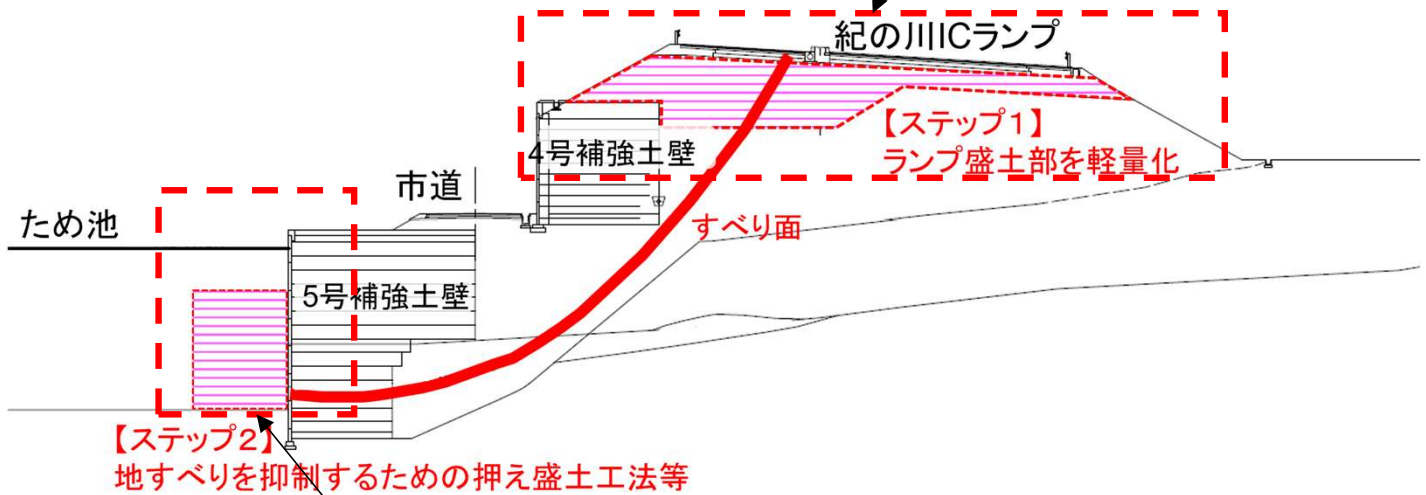 紀の川ICランプ
【ステップ1】
ランプ盛土部を軽量化
4号補強土壁
市道
すべり面
ため池
5号補強土壁
【ステップ2】
地すべりを抑制するための押え盛土工法等